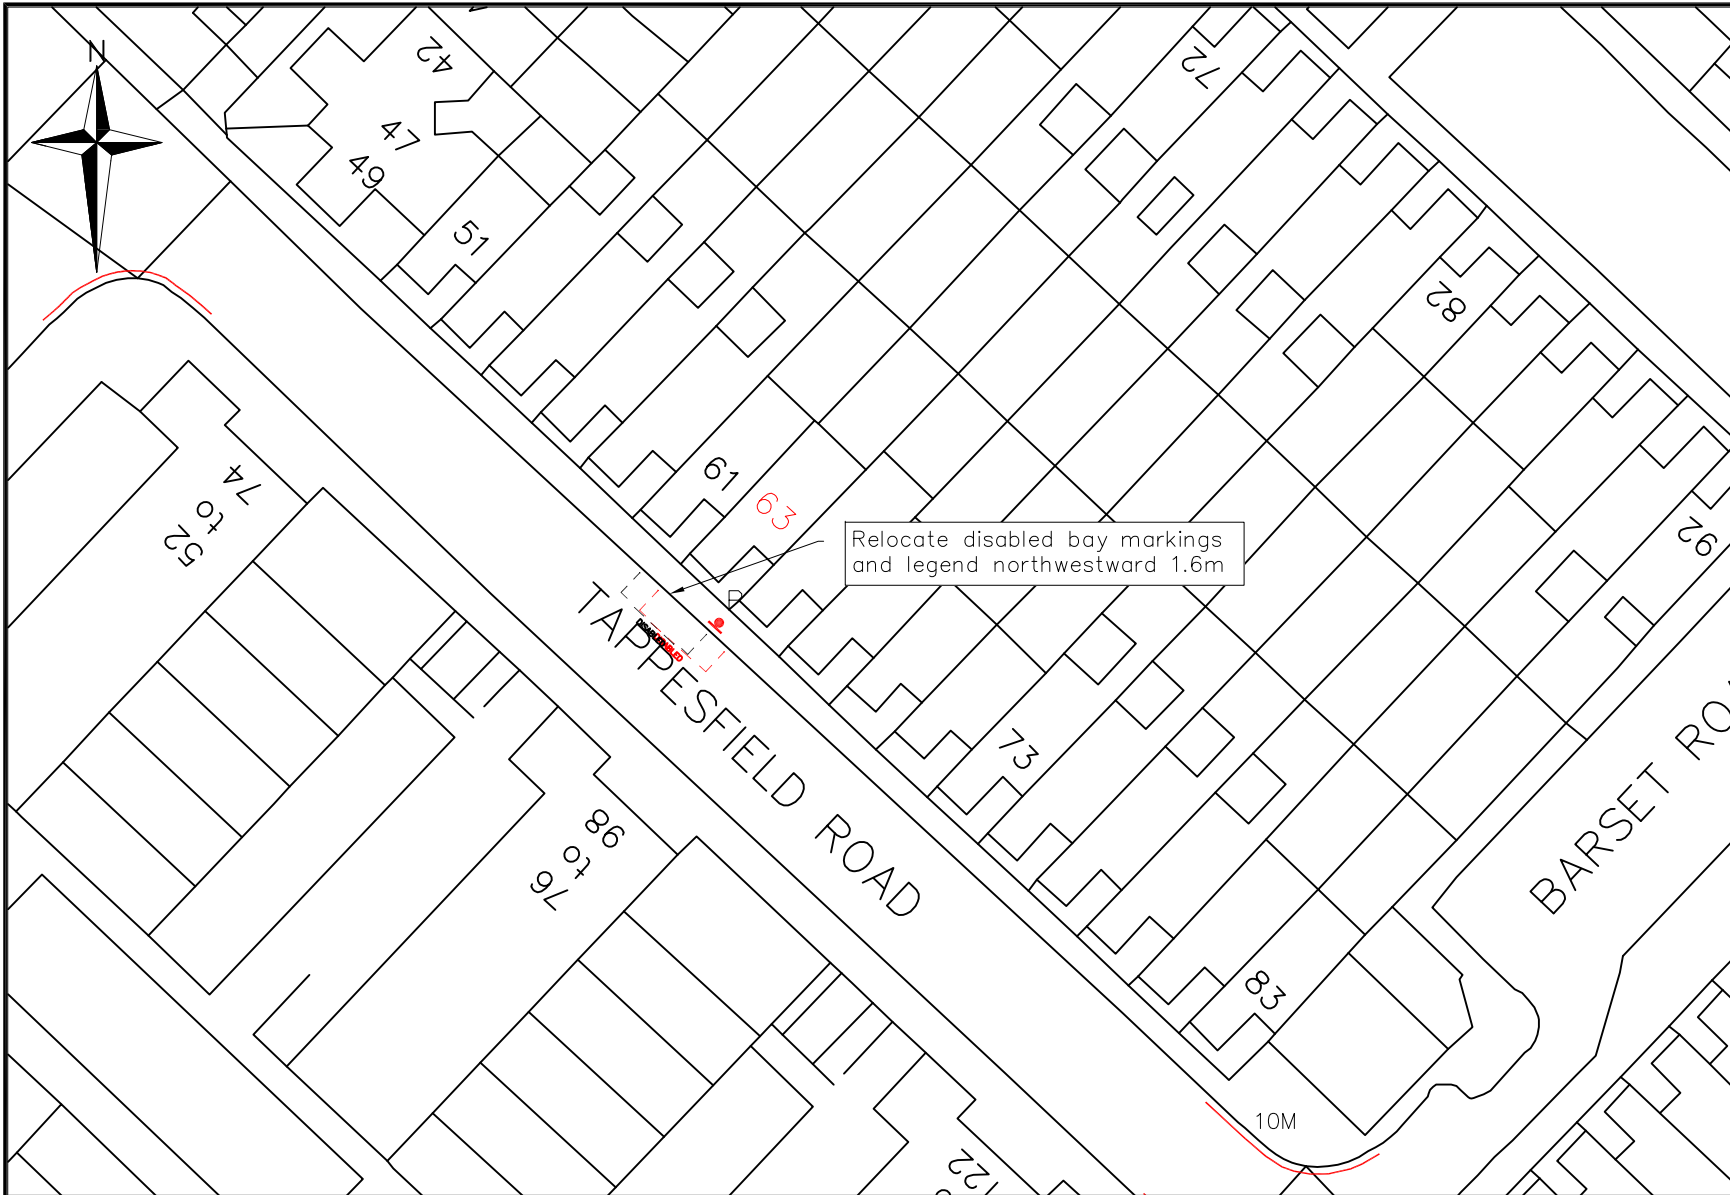 N
42
47
49
51
72
82
92
74
to
52
61
63
Relocate disabled bay markings
and legend northwestward 1.6m
TAPPESFIELD ROAD
73
98
to
76
BARSET RO
83
10M
122